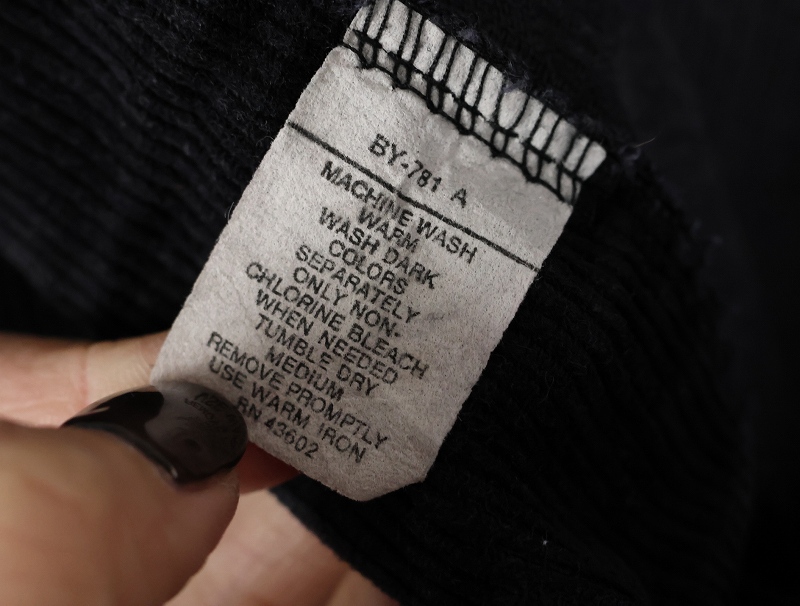 BY-781 A
MACHINE WASH
WARM
WASH DARK
COLORS
SEPARATELY
ONLY NON-
CHLORINE BLEACH
WHEN NEEDED
TUMBLE DRY
MEDIUM
REMOVE PROMPTLY
USE WARM IRON
RN 43602